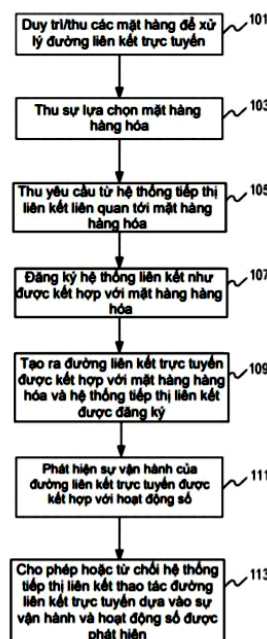 Duy trì/thu các mặt hàng để xử
lý đường liên kết trực tuyến
101
Thu sự lựa chọn mặt hàng
hàng hóa
103
Thu yêu cầu từ hệ thống tiếp thị
liên kết liên quan tới mặt hàng
hàng hóa
105
Đăng ký hệ thống liên kết như
được kết hợp với mặt hàng hàng
hóa
107
Tạo ra đường liên kết trực tuyến
được kết hợp với mặt hàng hàng
hóa và hệ thống tiếp thị liên kết
được đăng ký
109
Phát hiện sự vận hành của
đường liên kết trực tuyến được
kết hợp với hoạt động số
111
Cho phép hoặc từ chối hệ thống
tiếp thị liên kết thao tác đường
liên kết trực tuyến dựa vào sự
vận hành và hoạt động số được
phát hiện
113